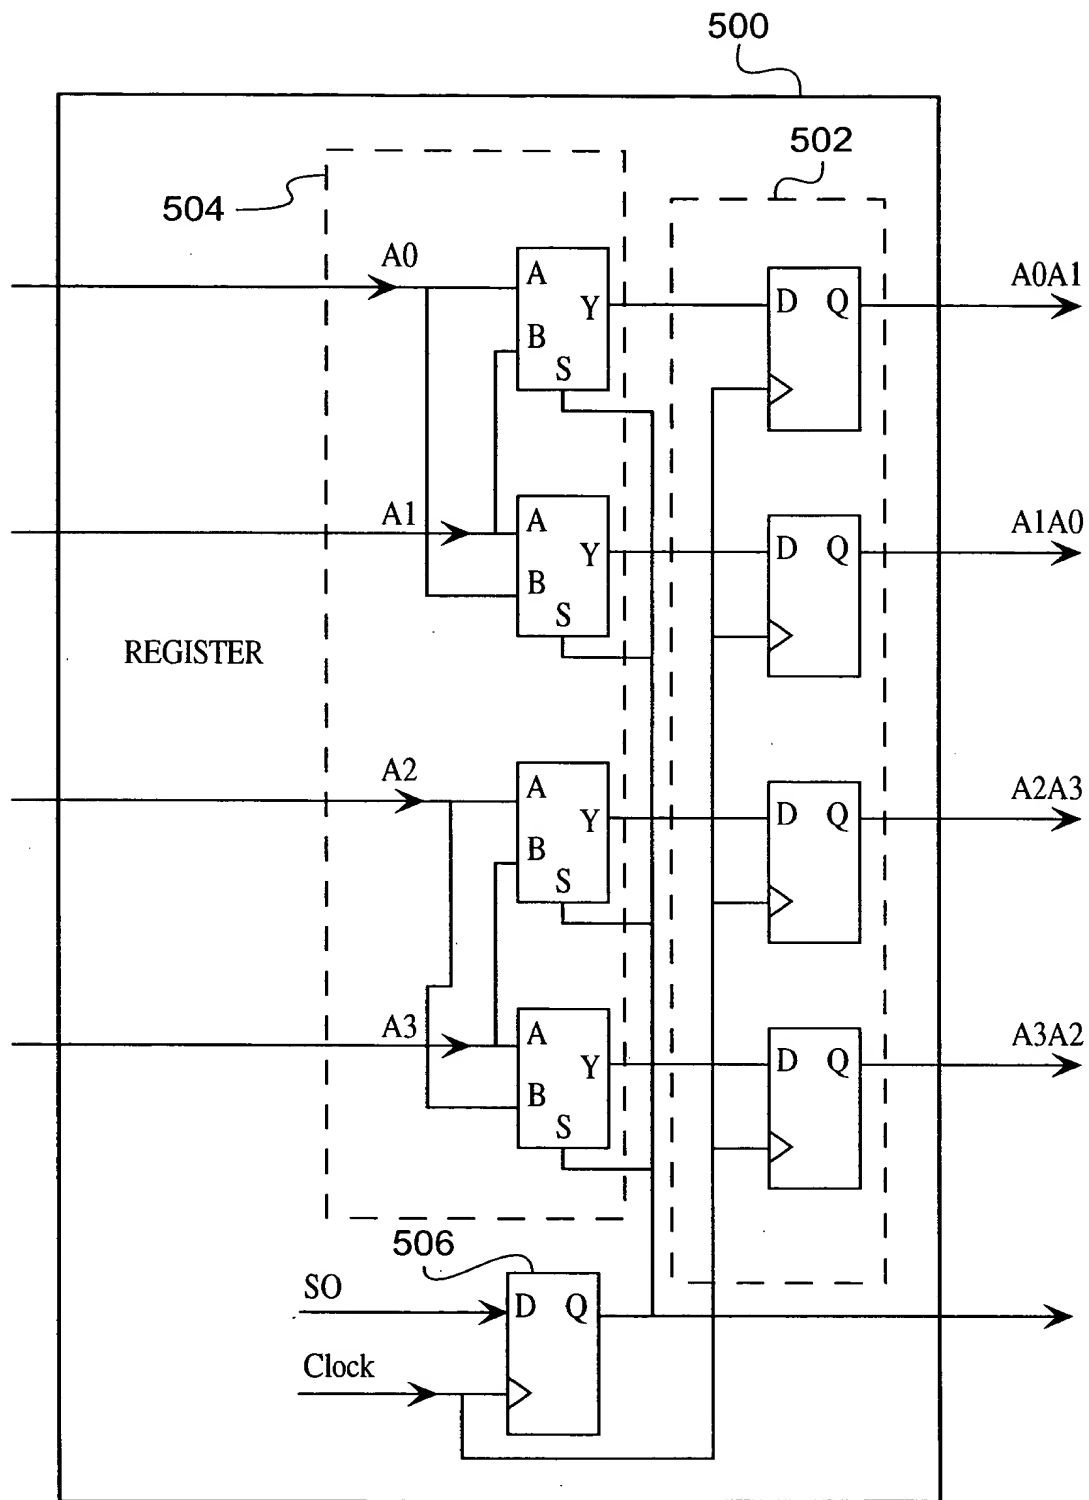 500
502
504
A0
A
Y
B
S
D Q
A0A1
A1
A
Y
B
S
D Q
A1A0
REGISTER
A2
A
Y
B
S
D Q
A2A3
A3
A
Y
B
S
D Q
A3A2
506
SO
D Q
Clock